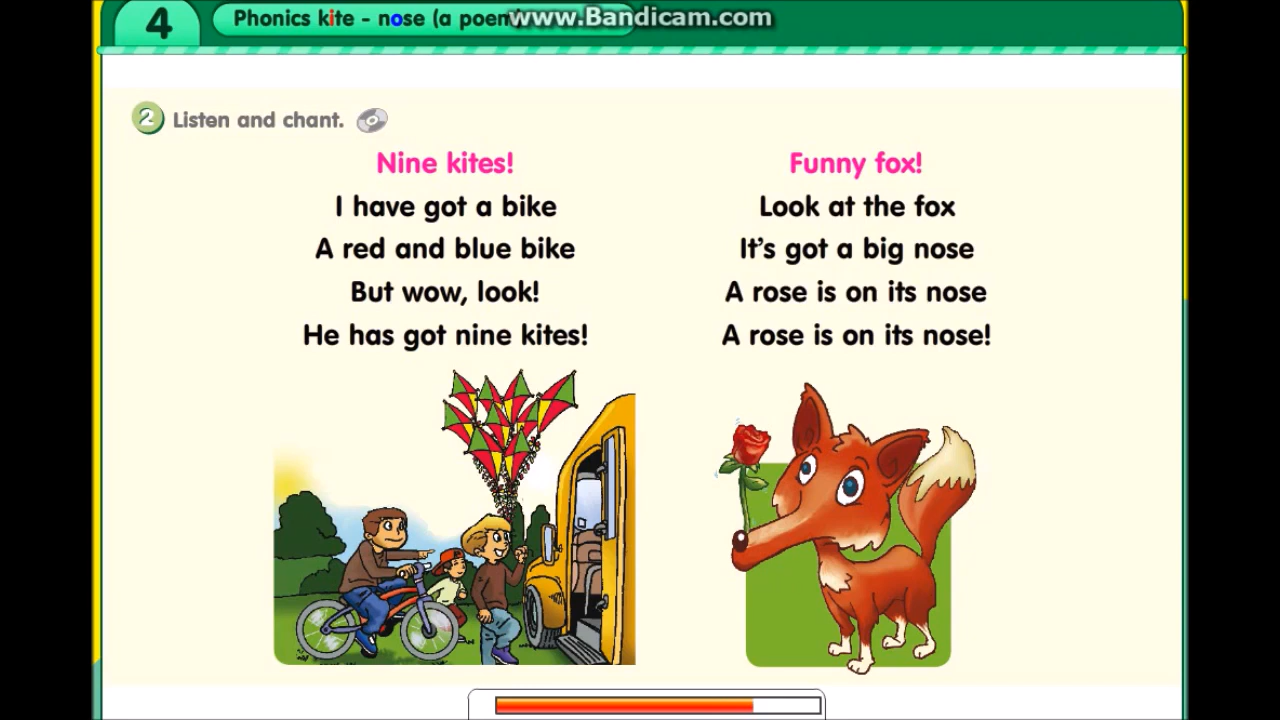 4
Phonics kite - nose (a poem)
www.Bandicam.com
2 Listen and chant.
Nine kites!
I have got a bike
A red and blue bike
But wow, look!
He has got nine kites!
Funny fox!
Look at the fox
It's got a big nose
A rose is on its nose
A rose is on its nose!